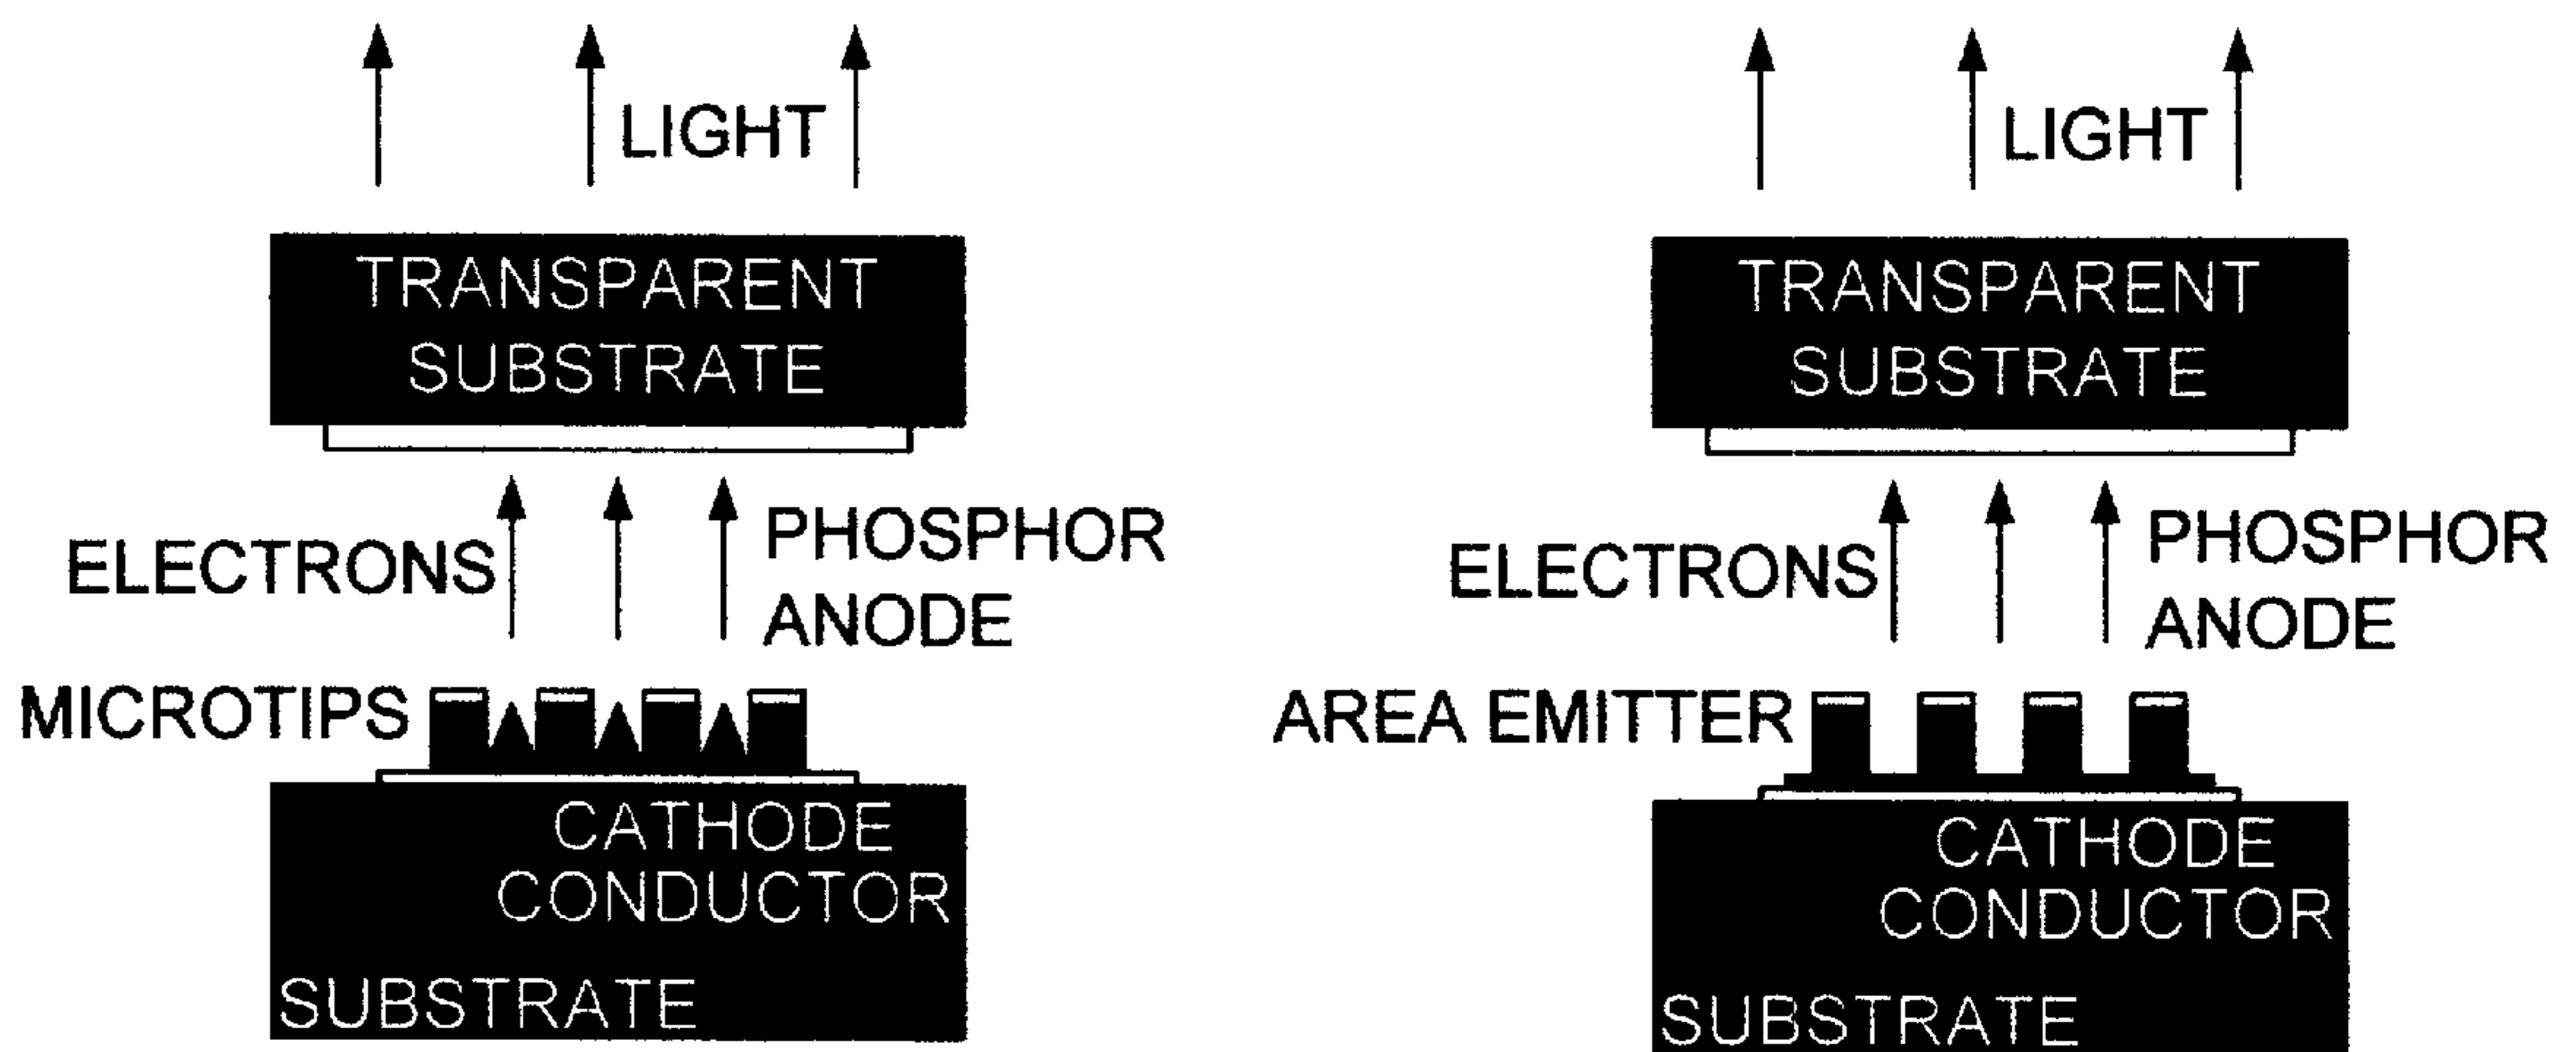 LIGHT
TRANSPARENT
SUBSTRATE
ELECTRONS
PHOSPHOR
ANODE
MICROTIPS
CATHODE
CONDUCTOR
SUBSTRATE
LIGHT
TRANSPARENT
SUBSTRATE
ELECTRONS
PHOSPHOR
ANODE
AREA EMITTER
CATHODE
CONDUCTOR
SUBSTRATE